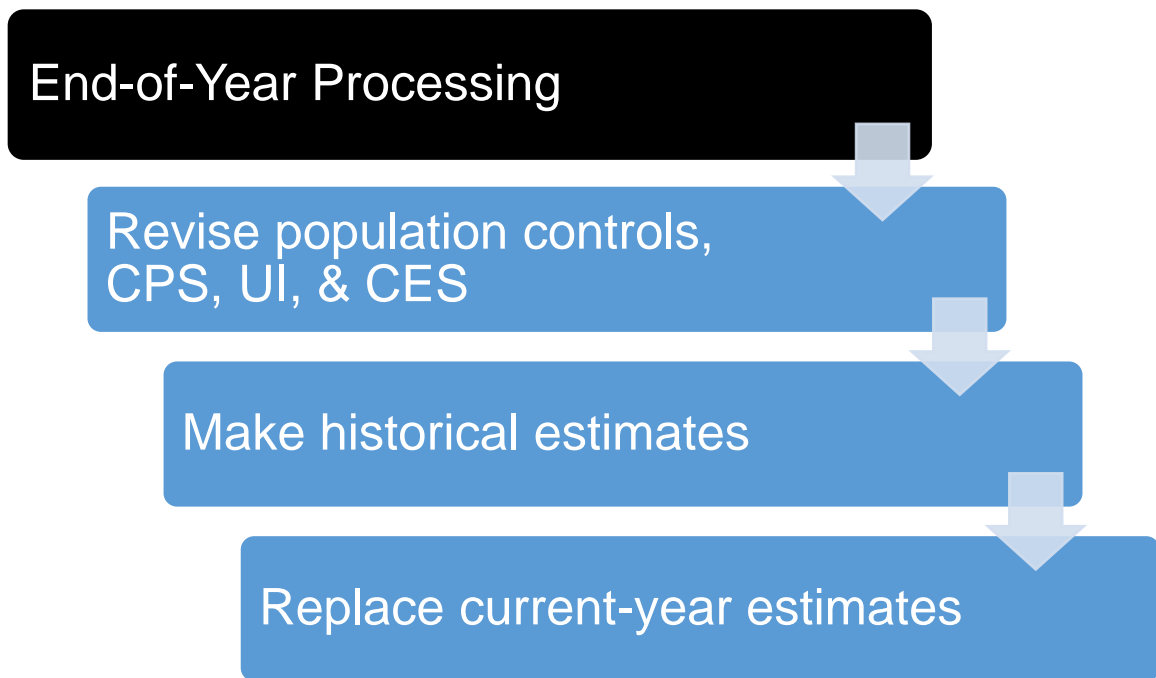 End-of-Year Processing
Revise population controls,
CPS, UI, & CES
Make historical estimates
Replace current-year estimates